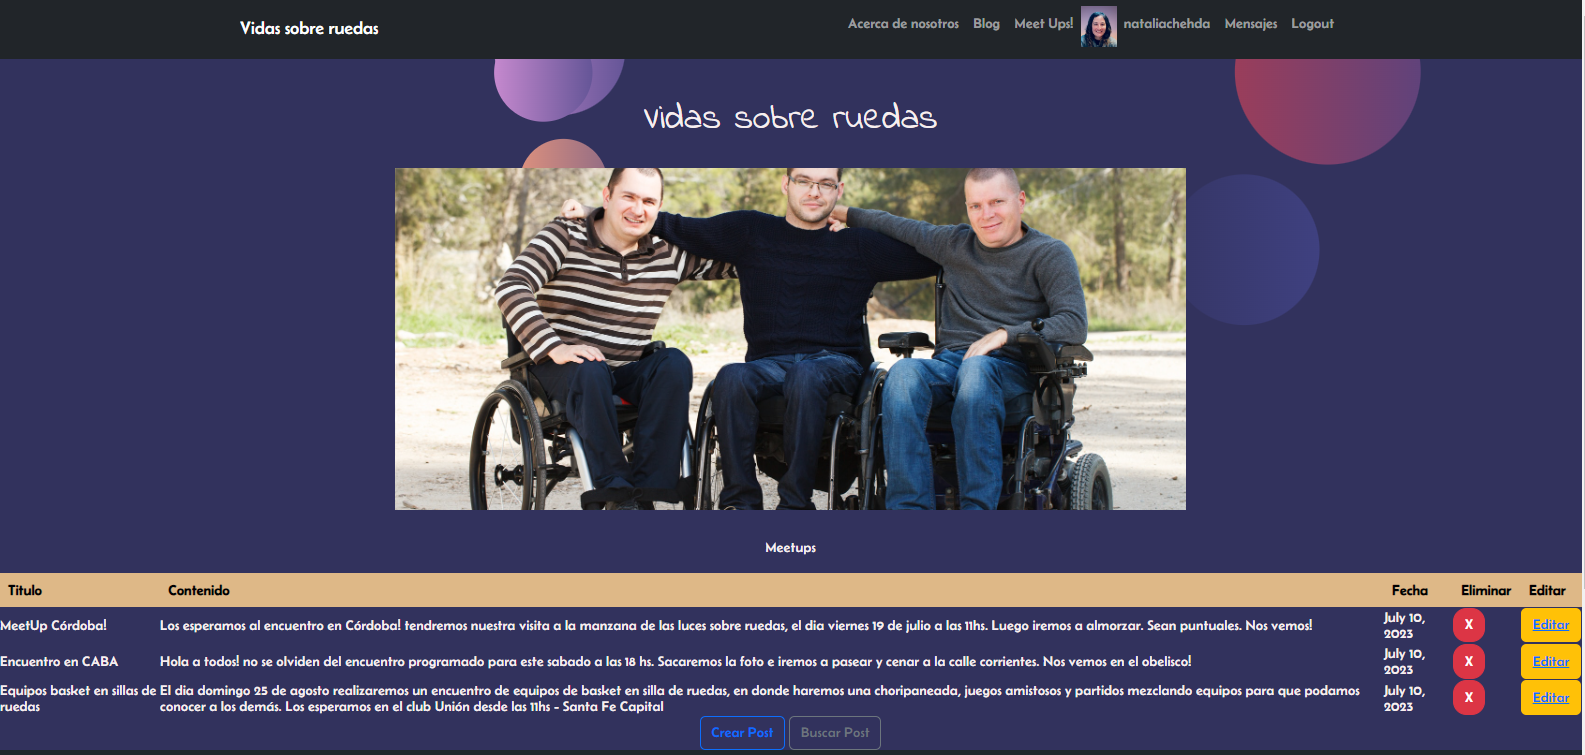 Vidas sobre ruedas
Acerca de nosotros Blog Meet Ups! nataliachehda Mensajes Logout
Vidas sobre ruedas
Meetups
Titulo Contenido Fecha Eliminar Editar
MeetUp Córdoba! Los esperamos al encuentro en Córdoba! tendremos nuestra visita a la manzana de las luces sobre ruedas, el dia viernes 19 de julio a las 11hs. Luego iremos a almorzar. Sean puntuales. Nos vemos! July 10,
2023 X Editar
Encuentro en CABA Hola a todos! no se olviden del encuentro programado para este sabado a las 18 hs. Sacaremos la foto e iremos a pasear y cenar a la calle corrientes. Nos vemos en el obelisco! July 10,
2023 X Editar
Equipos basket en sillas de El dia domingo 25 de agosto realizaremos un encuentro de equipos de basket en silla de ruedas, en donde haremos una choripaneada, juegos amistosos y partidos mezclando equipos para que podamos July 10,
ruedas conocer a los demás. Los esperamos en el club Unión desde las 11hs - Santa Fe Capital 2023 X Editar
Crear Post Buscar Post